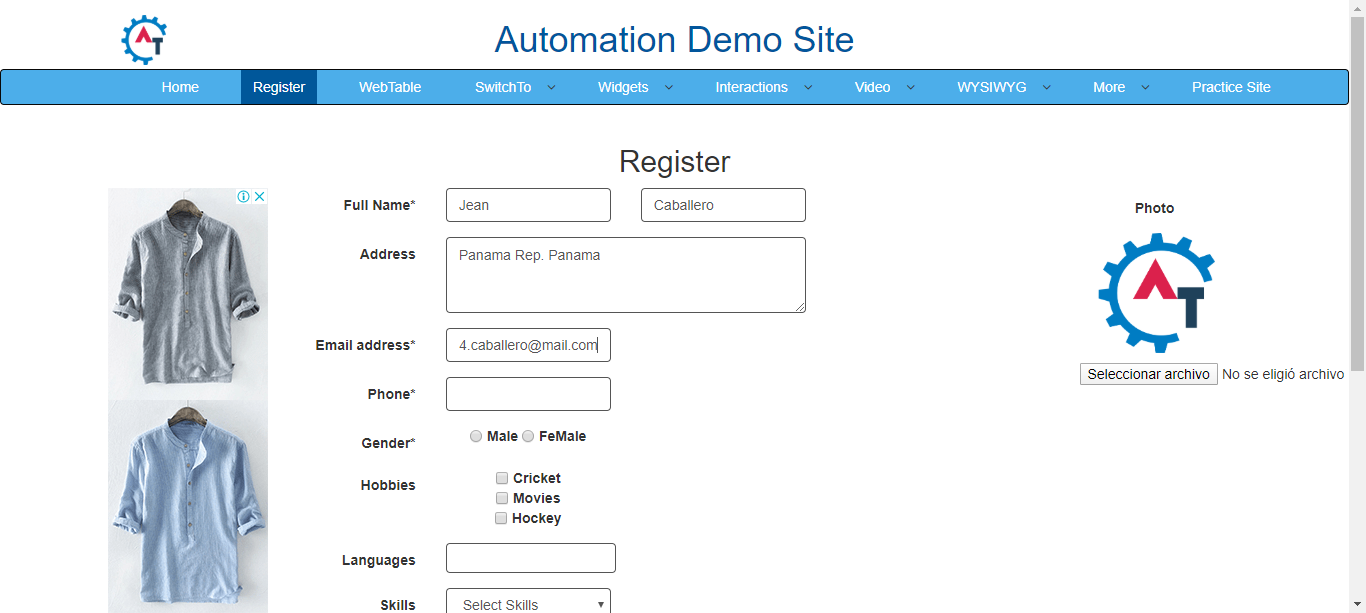 AT
Automation Demo Site
Home Register WebTable SwitchTo Widgets Interactions Video WYSIWYG More Practice Site
Register
Full Name* Jean Caballero
Photo
Address Panama Rep. Panama
AT
Email address* 4.caballero@mail.com
Seleccionar archivo No se eligió archivo
Phone*
Gender* Male FeMale
Hobbies Cricket
Movies
Hockey
Languages
Skills Select Skills